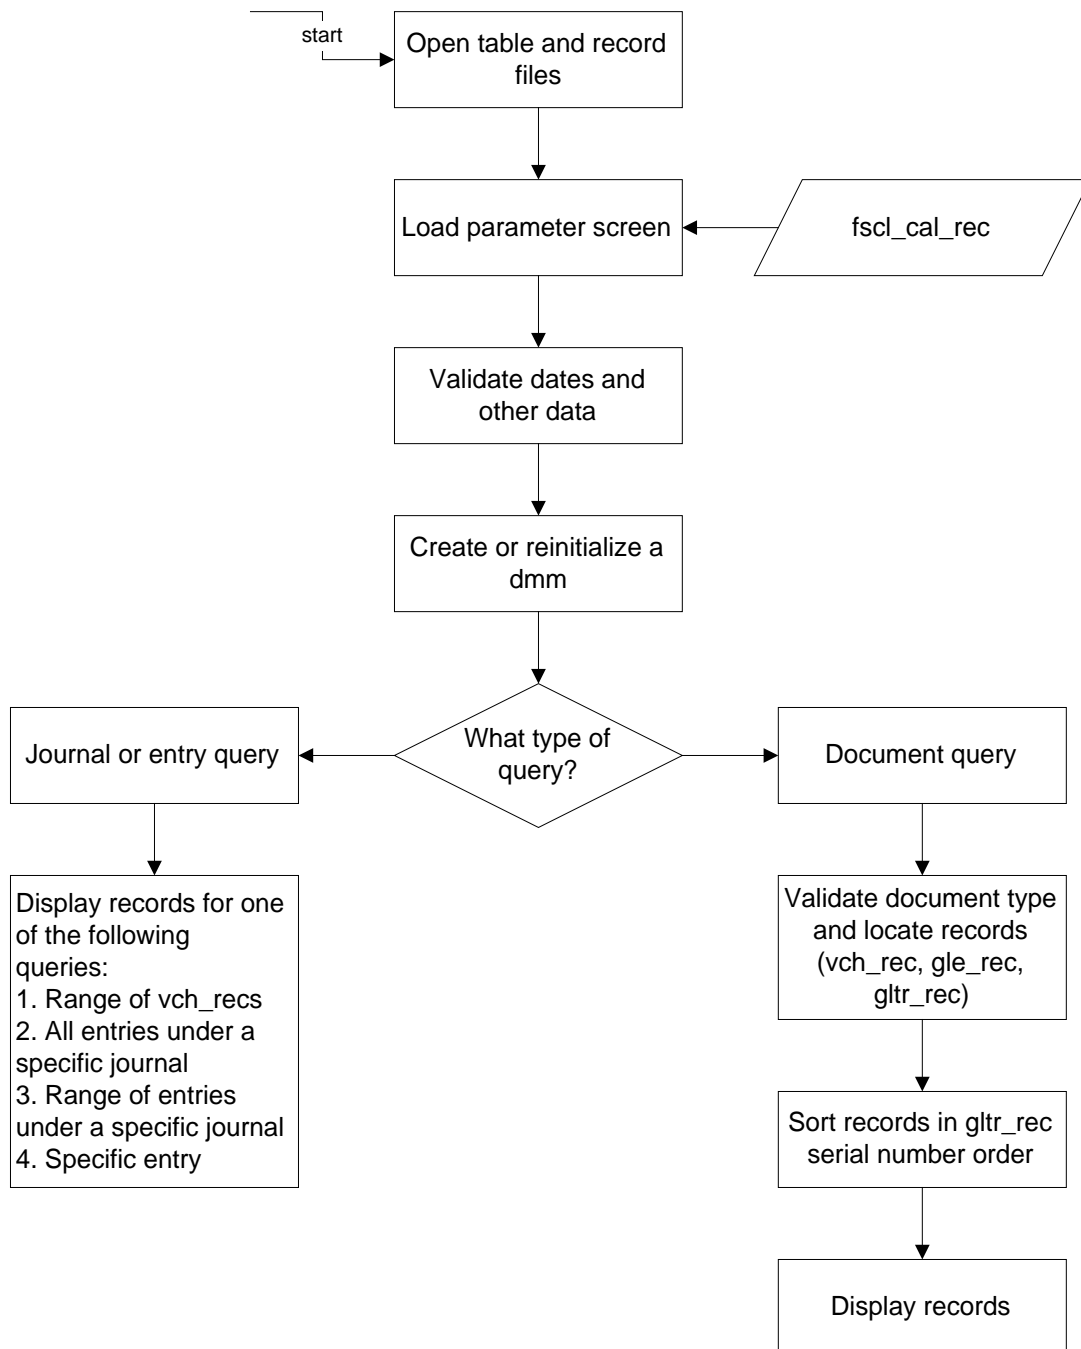 start
Open table and record
files
Load parameter screen
fscl_cal_rec
Validate dates and
other data
Create or reinitialize a
dmm
What type of
query?
Journal or entry query
Document query
Display records for one
of the following
queries:
1. Range of vch_recs
2. All entries under a
specific journal
3. Range of entries
under a specific journal
4. Specific entry
Validate document type
and locate records
(vch_rec, gle_rec,
gltr_rec)
Sort records in gltr_rec
serial number order
Display records